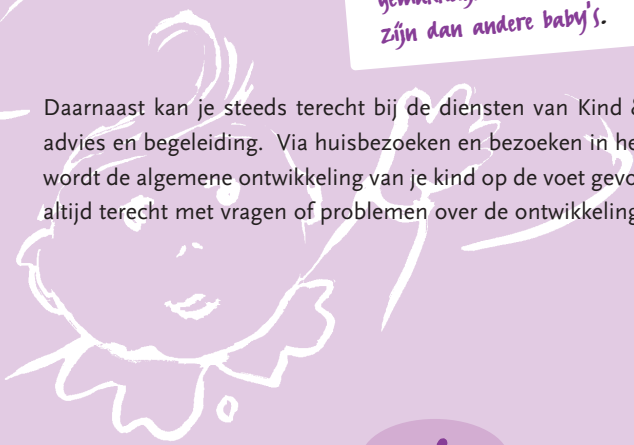 zijn dan andere baby's.
Daarnaast kan je steeds terecht bij de diensten van Kind &
advies en begeleiding. Via huisbezoeken en bezoeken in he
wordt de algemene ontwikkeling van je kind op de voet gevo
altijd terecht met vragen of problemen over de ontwikkeling